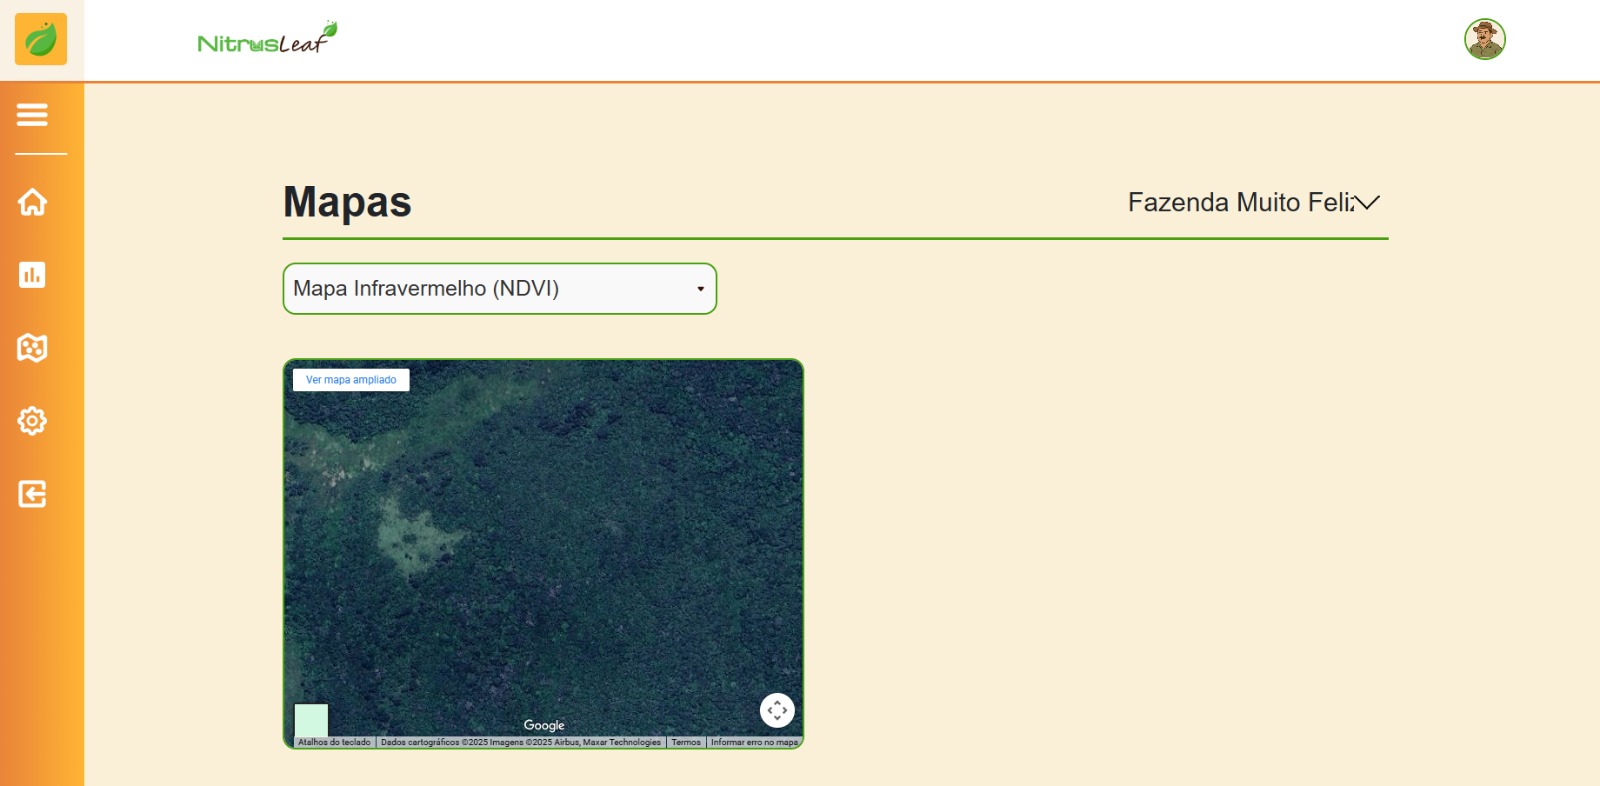 NitrusLeaf
Mapas
Fazenda Muito Feliz
Mapa Infravermelho (NDVI)
Ver mapa ampliado
Google
Atalhos do teclado
Dados cartográficos ©2025 Imagens ©2025 Airbus, Maxar Technologies
Termos
Informar erro no mapa